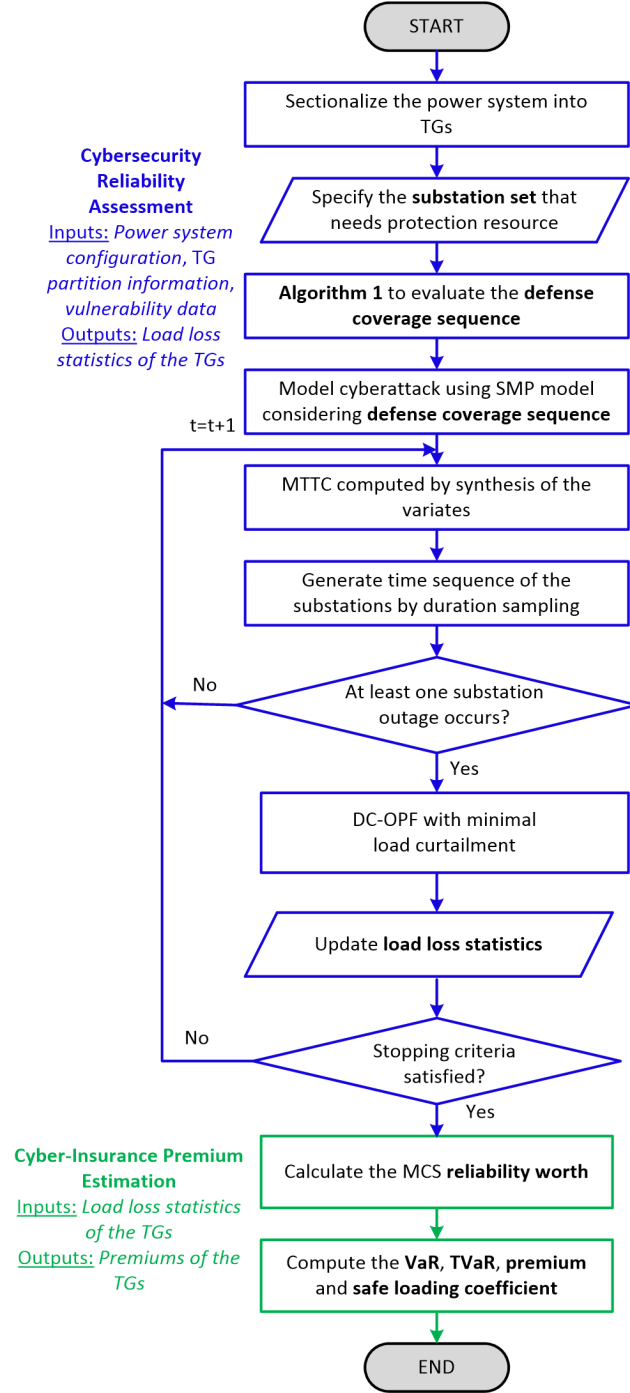 START
Sectionalize the power system into
TGs
Cybersecurity
Reliability
Assessment
Inputs: Power system
configuration, TG
partition information,
vulnerability data
Outputs: Load loss
statistics of the TGs
Specify the substation set that
needs protection resource
Algorithm 1 to evaluate the defense
coverage sequence
Model cyberattack using SMP model
considering defense coverage sequence
t=t+1
MTTC computed by synthesis of the
variates
Generate time sequence of the
substations by duration sampling
No
At least one substation
outage occurs?
Yes
DC-OPF with minimal
load curtailment
Update load loss statistics
No
Stopping criteria
satisfied?
Yes
Cyber-Insurance Premium
Estimation
Inputs: Load loss statistics
of the TGs
Outputs: Premiums of the
TGs
Calculate the MCS reliability worth
Compute the VaR, TVaR, premium
and safe loading coefficient
END